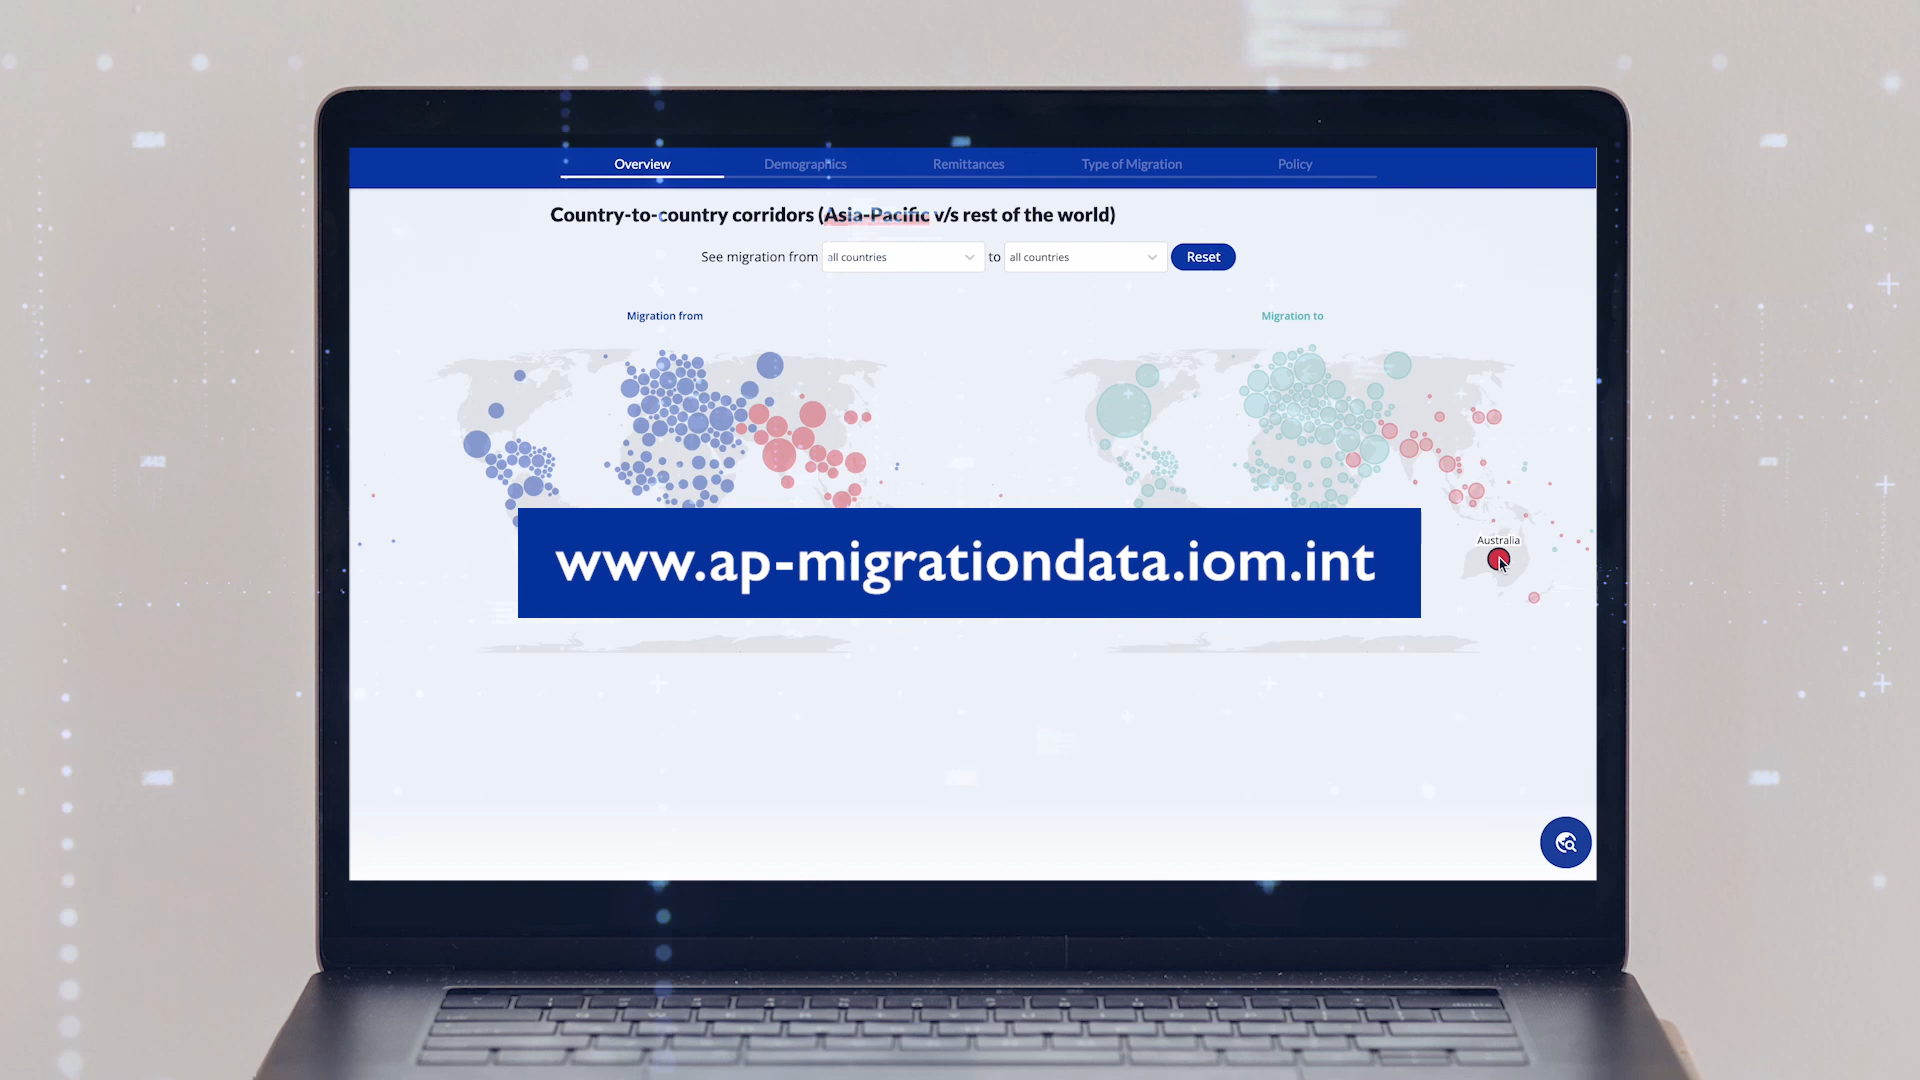 Overview Demographics Remittances Type of Migration Policy
Country-to-country corridors (Asia-Pacific v/s rest of the world)
See migration from all countries to all countries Reset
Migration from Migration to
Australia
www.ap-migrationdata.iom.int
delete